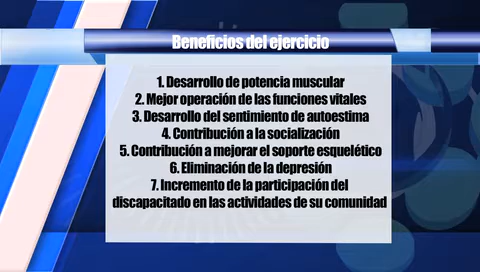 Beneficios del ejercicio
1. Desarrollo de potencia muscular
2. Mejor operación de las funciones vitales
3. Desarrollo del sentimiento de autoestima
4. Contribución a la socialización
5. Contribución a mejorar el soporte esquelético
6. Eliminación de la depresión
7. Incremento de la participación del
discapacitado en las actividades de su comunidad